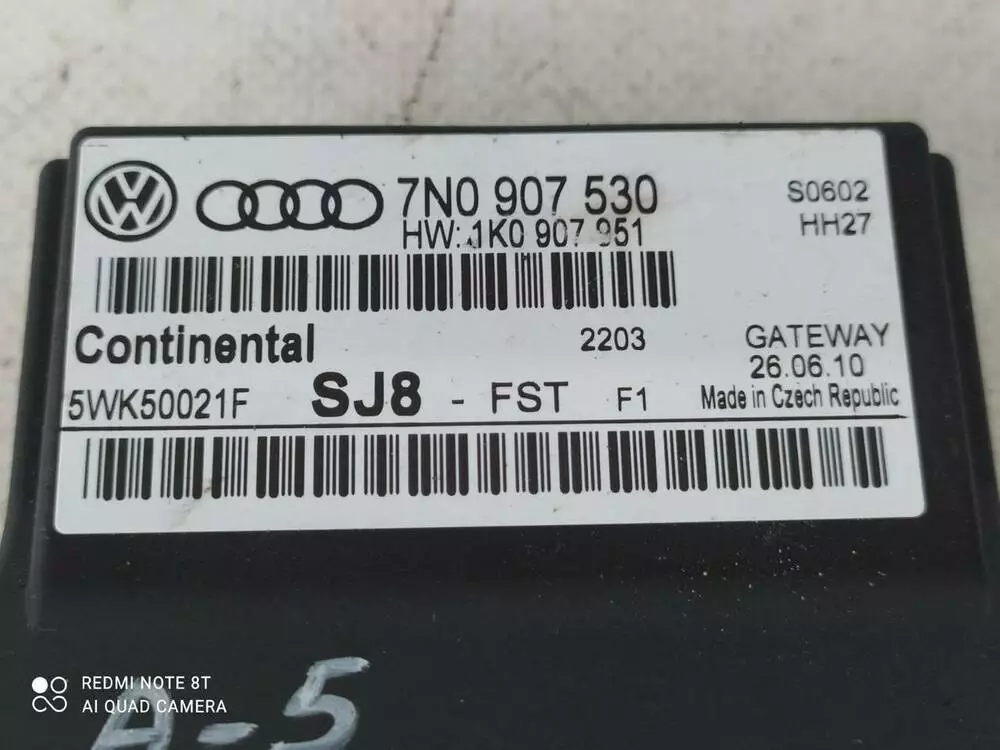 7N0 907 530
HW: 1K0 907 951
S0602
HH27
Continental 2203 GATEWAY
26.06.10
5WK50021F SJ8 - FST F1 Made in Czech Republic
A-5
REDMI NOTE 8T
AI QUAD CAMERA